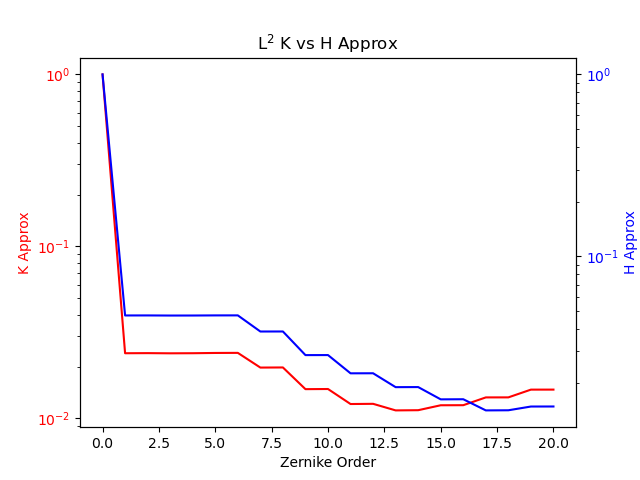 L² K vs H Approx
10⁰
10⁻¹
10⁻²
K Approx
10⁰
10⁻¹
H Approx
0.0 2.5 5.0 7.5 10.0 12.5 15.0 17.5 20.0
Zernike Order